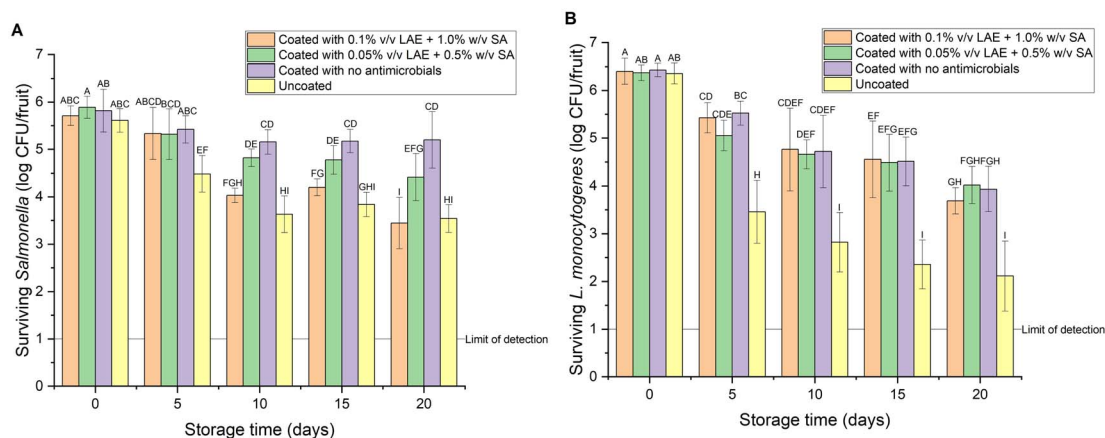 A
Coated with 0.1% v/v LAE + 1.0% w/v SA
Coated with 0.05% v/v LAE + 0.5% w/v SA
Coated with no antimicrobials
Uncoated
Surviving Salmonella (log CFU/fruit)
7
6
5
4
3
2
1
0
ABC A AB ABC
ABCD BCD ABC EF
FGH DE CD HI
FG DE CD GHI
I EFG CD HI
Limit of detection
0 5 10 15 20
Storage time (days)
B
Coated with 0.1% v/v LAE + 1.0% w/v SA
Coated with 0.05% v/v LAE + 0.5% w/v SA
Coated with no antimicrobials
Uncoated
Surviving L. monocytogenes (log CFU/fruit)
7
6
5
4
3
2
1
0
A AB A AB
CD CDE BC H
CDEF DEF CDEF I
EF EFG EFG I
GH FGH FGH I
Limit of detection
0 5 10 15 20
Storage time (days)